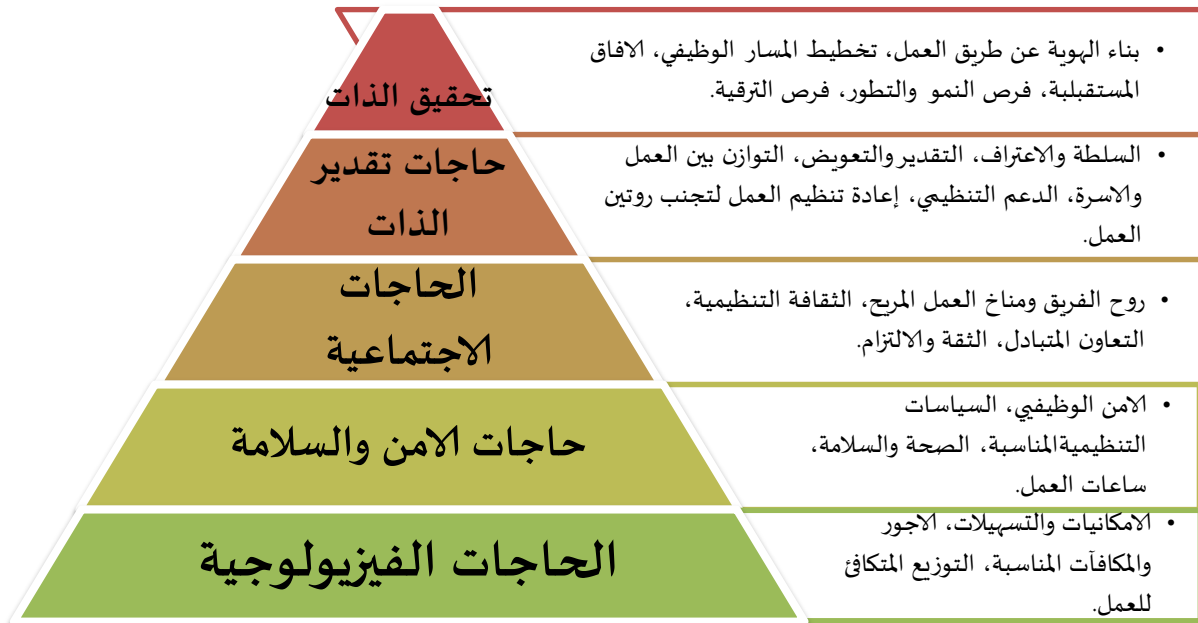 تحقيق الذات
• بناء الهوية عن طريق العمل، تخطيط المسار الوظيفي، الافاق
المستقبلبة، فرص النمو والتطور، فرص الترقية.
حاجات تقدير
الذات
• السلطة والاعتراف، التقدير والتعويض، التوازن بين العمل
والاسرة، الدعم التنظيمي، إعادة تنظيم العمل لتجنب روتين
العمل.
الحاجات
الاجتماعية
• روح الفريق ومناخ العمل المريح، الثقافة التنظيمية،
التعاون المتبادل، الثقة والالتزام.
حاجات الامن والسلامة
• الامن الوظيفيي، السياسات
التنظيميةالمناسبة، الصحة والسلامة،
ساعات العمل.
الحاجات الفيزيولوجية
• الامكانيات والتسهيلات، الاجور
والمكافآت المناسبة، التوزيع المتكافئ
للعمل.